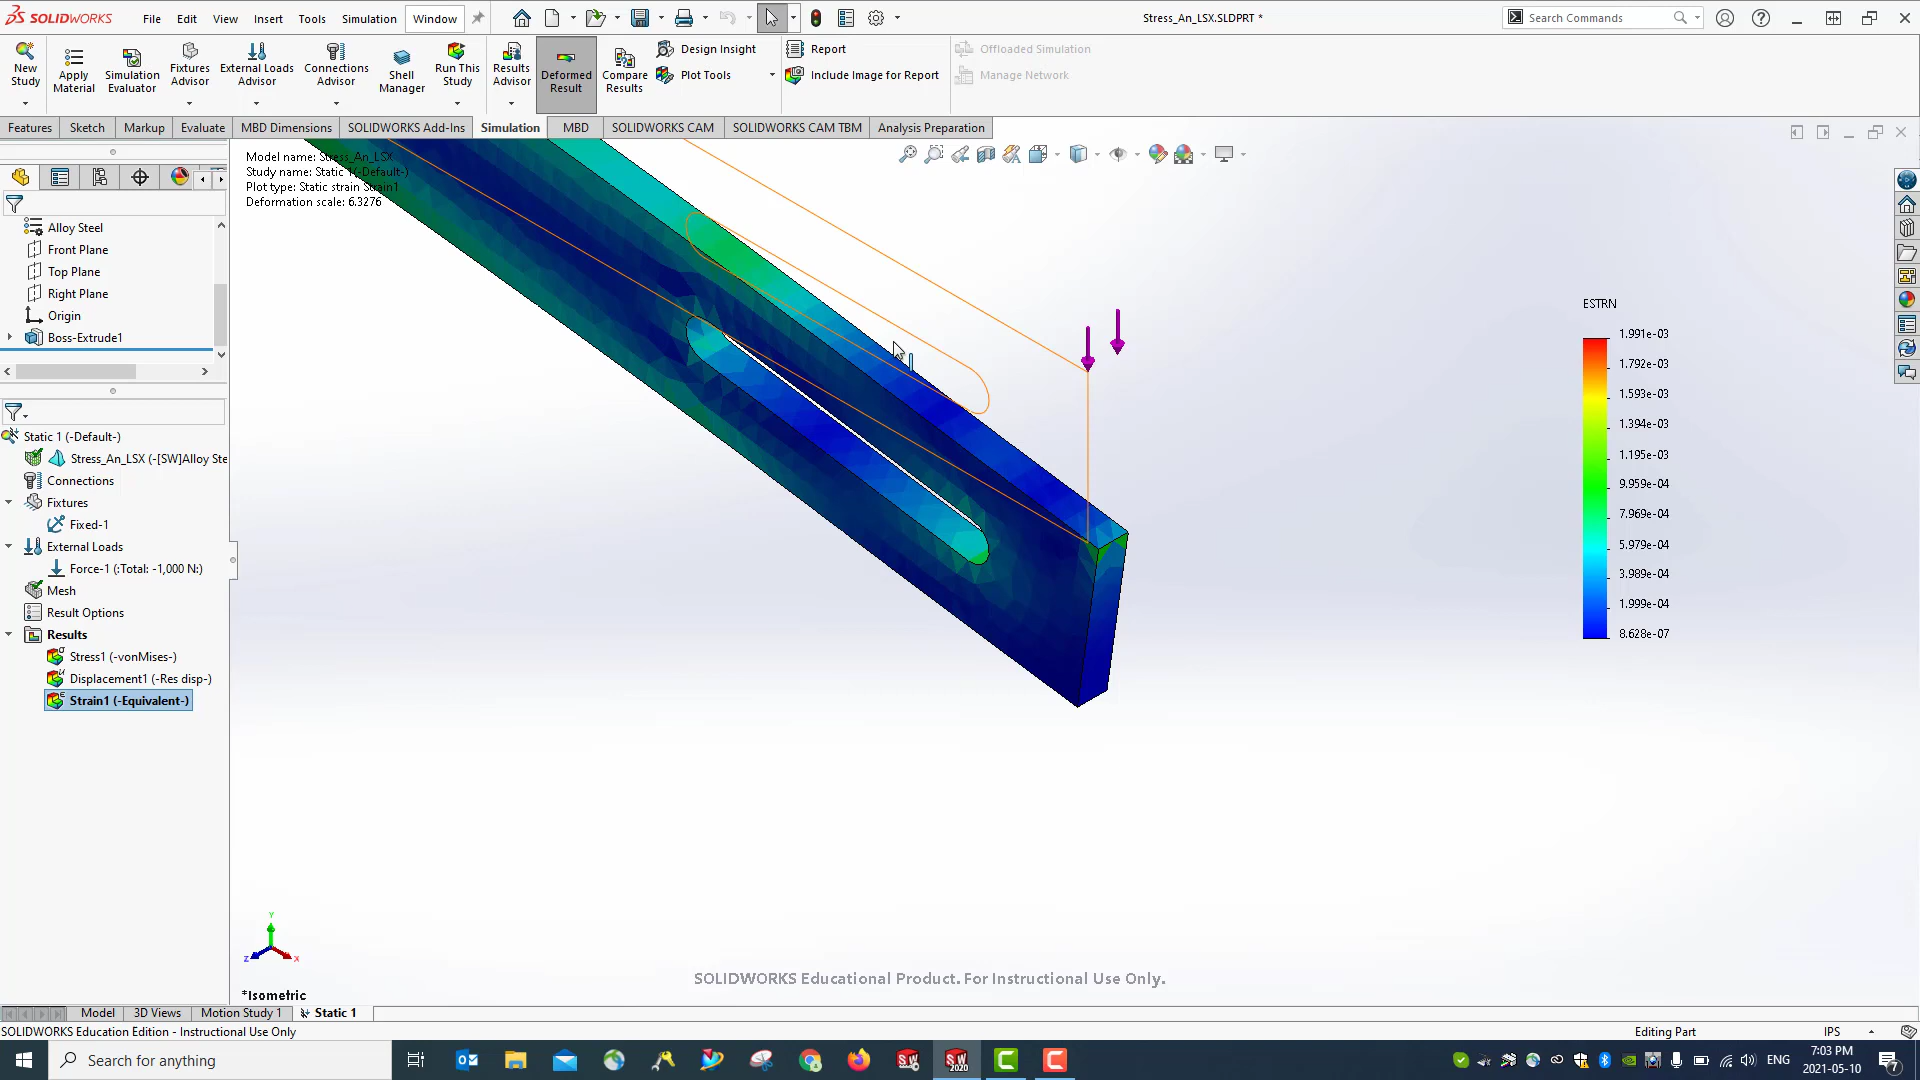 SOLIDWORKS File Edit View Insert Tools Simulation Window
Stress_An_LSX.SLDPRT *
Search Commands
New Study
Apply Material
Simulation Evaluator
Fixtures Advisor
External Loads Advisor
Connections Advisor
Shell Manager
Run This Study
Results Advisor
Deformed Result
Compare Results
Design Insight
Plot Tools
Report
Include Image for Report
Offloaded Simulation
Manage Network
Features Sketch Markup Evaluate MBD Dimensions SOLIDWORKS Add-Ins Simulation MBD SOLIDWORKS CAM SOLIDWORKS CAM TBM Analysis Preparation
Model name: Stress_An_LSX
Study name: Static 1(-Default-)
Plot type: Static strain Strain1
Deformation scale: 6.3276
Alloy Steel
Front Plane
Top Plane
Right Plane
Origin
Boss-Extrude1
Static 1 (-Default-)
Stress_An_LSX (-[SW]Alloy Ste
Connections
Fixtures
Fixed-1
External Loads
Force-1 (:Total: -1,000 N:)
Mesh
Result Options
Results
Stress1 (-vonMises-)
Displacement1 (-Res disp-)
Strain1 (-Equivalent-)
ESTRN
1.991e-03
1.792e-03
1.593e-03
1.394e-03
1.195e-03
9.959e-04
7.969e-04
5.979e-04
3.989e-04
1.999e-04
8.628e-07
Y
Z
X
SOLIDWORKS Educational Product. For Instructional Use Only.
*Isometric
Model 3D Views Motion Study 1 Static 1
SOLIDWORKS Education Edition - Instructional Use Only
Editing Part
IPS
Search for anything
SW 2020
ENG
7:03 PM
2021-05-10
7